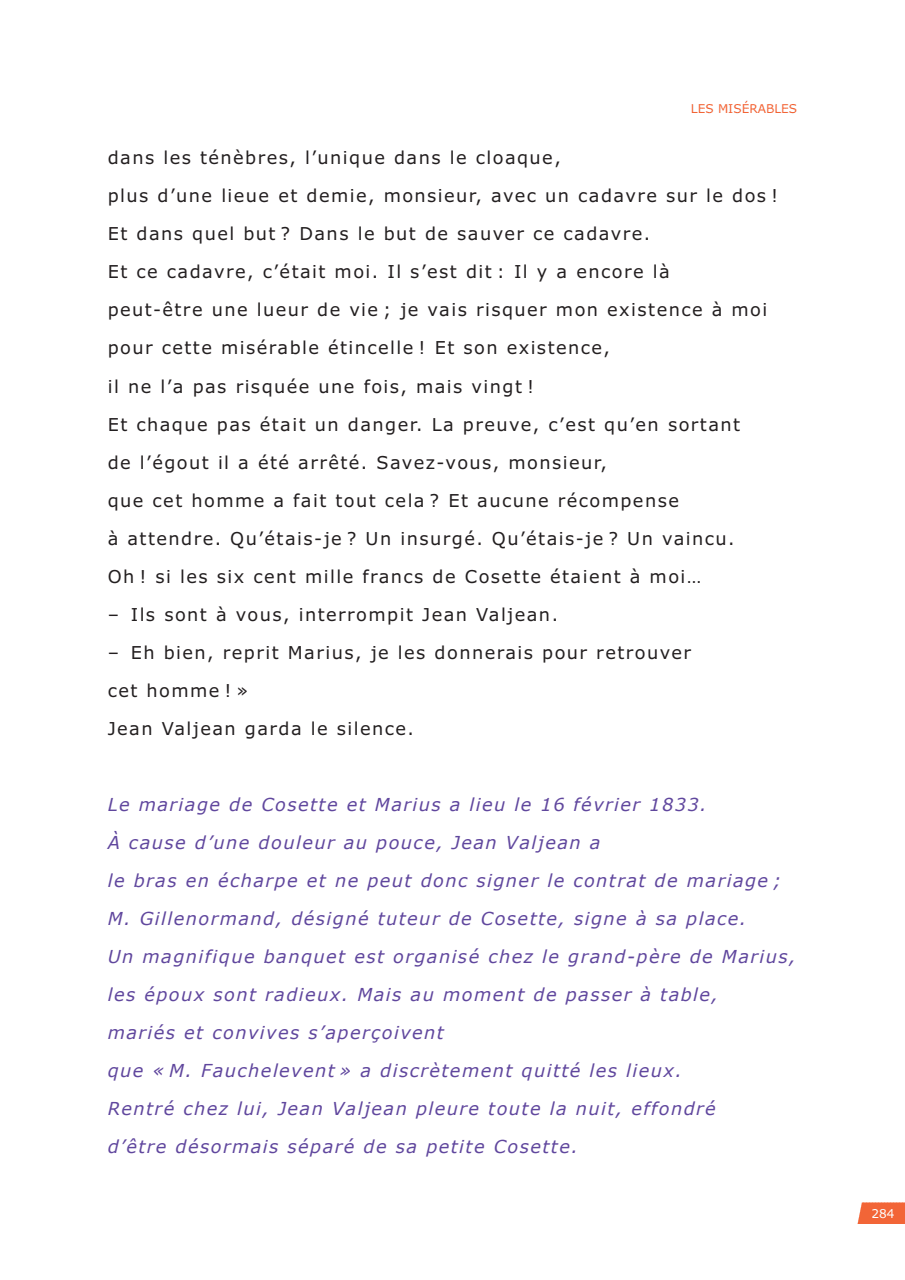 LES MISÉRABLES
dans les ténèbres, l’unique dans le cloaque,
plus d’une lieue et demie, monsieur, avec un cadavre sur le dos !
Et dans quel but ? Dans le but de sauver ce cadavre.
Et ce cadavre, c’était moi. Il s’est dit : Il y a encore là
peut-être une lueur de vie ; je vais risquer mon existence à moi
pour cette misérable étincelle ! Et son existence,
il ne l’a pas risquée une fois, mais vingt !
Et chaque pas était un danger. La preuve, c’est qu’en sortant
de l’égout il a été arrêté. Savez-vous, monsieur,
que cet homme a fait tout cela ? Et aucune récompense
à attendre. Qu’étais-je ? Un insurgé. Qu’étais-je ? Un vaincu.
Oh ! si les six cent mille francs de Cosette étaient à moi…
– Ils sont à vous, interrompit Jean Valjean.
– Eh bien, reprit Marius, je les donnerais pour retrouver
cet homme ! »
Jean Valjean garda le silence.
Le mariage de Cosette et Marius a lieu le 16 février 1833.
À cause d’une douleur au pouce, Jean Valjean a
le bras en écharpe et ne peut donc signer le contrat de mariage ;
M. Gillenormand, désigné tuteur de Cosette, signe à sa place.
Un magnifique banquet est organisé chez le grand-père de Marius,
les époux sont radieux. Mais au moment de passer à table,
mariés et convives s’aperçoivent
que « M. Fauchelevent » a discrètement quitté les lieux.
Rentré chez lui, Jean Valjean pleure toute la nuit, effondré
d’être désormais séparé de sa petite Cosette.
284